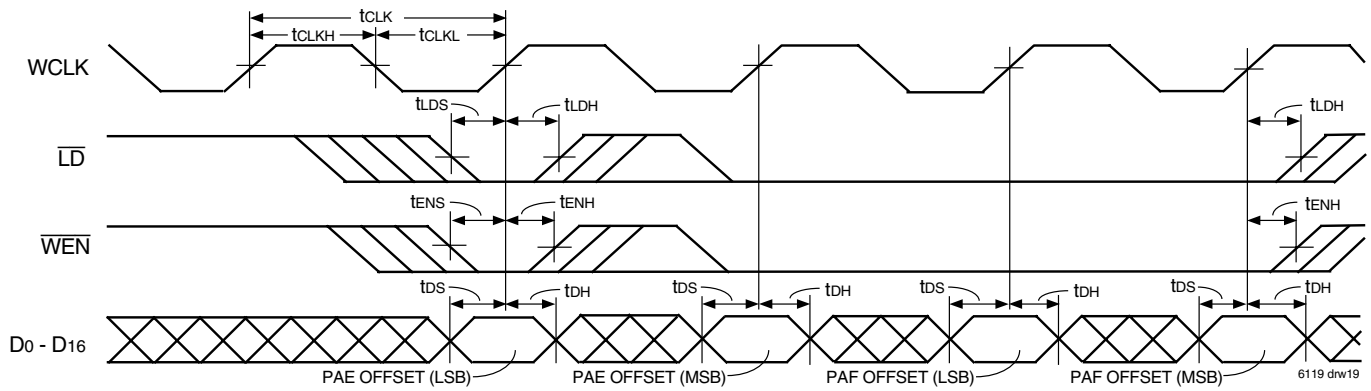 tCLK
tCLKH
tCLKL
WCLK
tLDS
tLDH
tLDH
LD
tENS
tENH
tENH
WEN
tDS
tDH
tDS
tDH
tDS
tDH
tDS
tDH
D0 - D16
PAE OFFSET (LSB)
PAE OFFSET (MSB)
PAF OFFSET (LSB)
PAF OFFSET (MSB)
6119 drw19